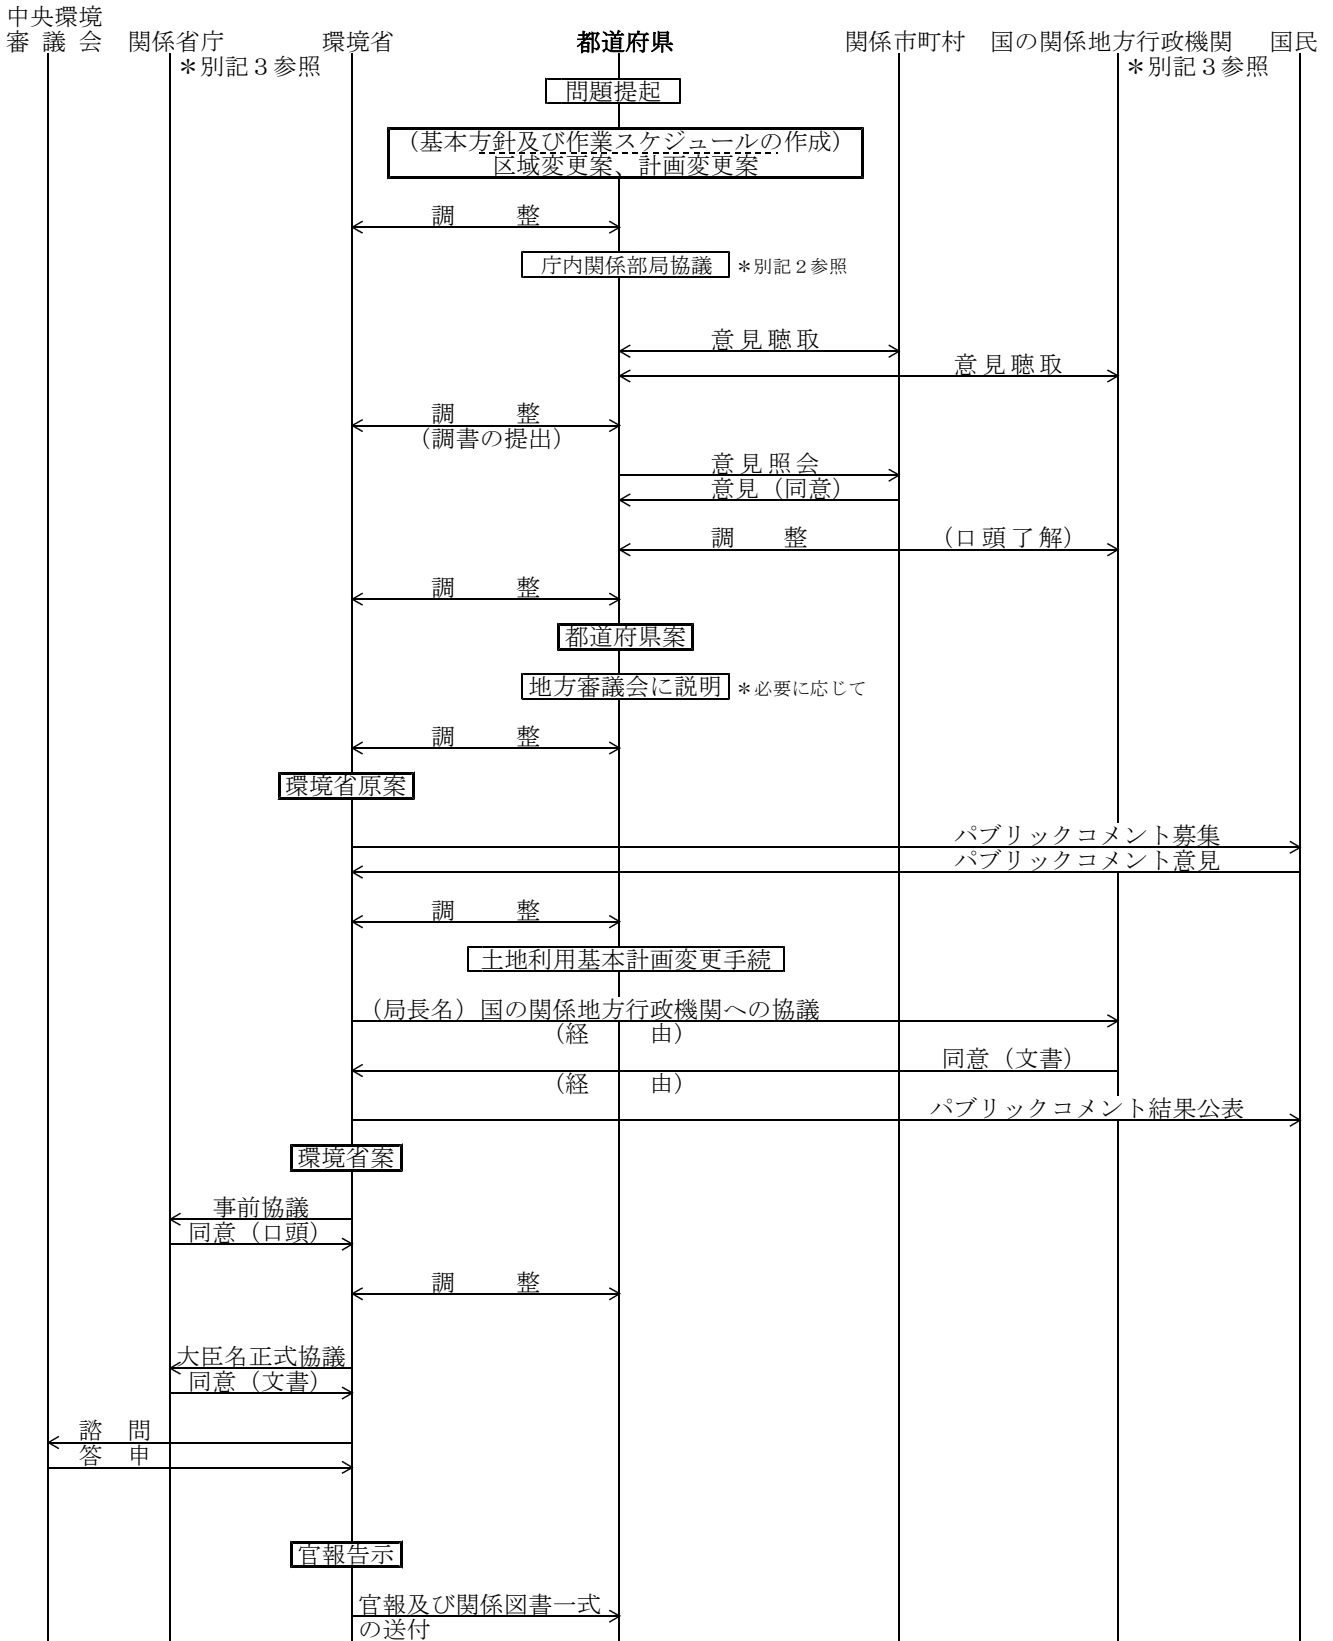 中央環境
審議会 関係省庁 環境省 都道府県 関係市町村 国の関係地方行政機関 国民
＊別記３参照 ＊別記３参照
問題提起
（基本方針及び作業スケジュールの作成）
区域変更案、計画変更案
調整
庁内関係部局協議 ＊別記２参照
意見聴取
意見聴取
調整
（調書の提出）
意見照会
意見（同意）
調整 （口頭了解）
調整
都道府県案
地方審議会に説明 ＊必要に応じて
調整
環境省原案
パブリックコメント募集
パブリックコメント意見
調整
土地利用基本計画変更手続
（局長名）国の関係地方行政機関への協議
（経由）
同意（文書）
（経由）
パブリックコメント結果公表
環境省案
事前協議
同意（口頭）
調整
大臣名正式協議
同意（文書）
諮問
答申
官報告示
官報及び関係図書一式
の送付